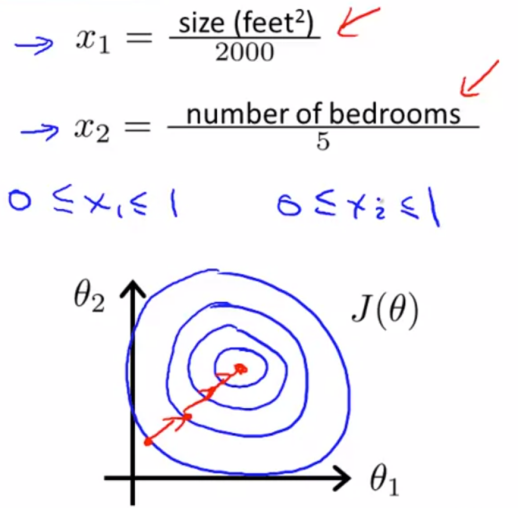 → x₁ = size (feet²) / 2000
→ x₂ = number of bedrooms / 5
0 ≤ x₁ ≤ 1    0 ≤ x₂ ≤ 1
θ₂
J(θ)
θ₁